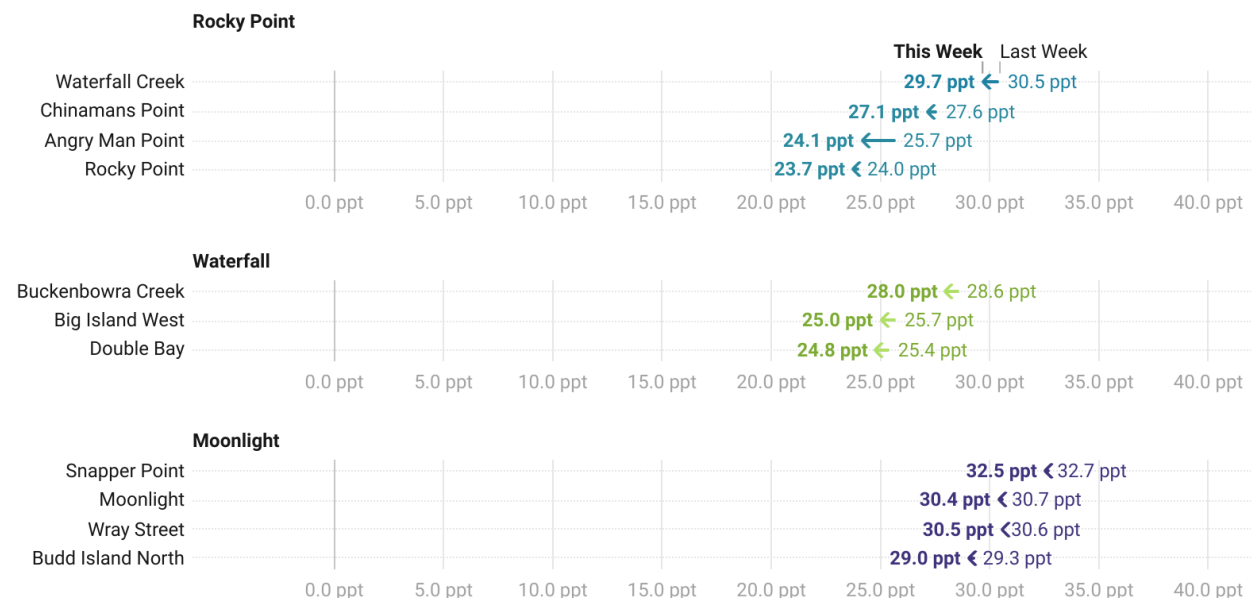 Rocky Point
This Week Last Week
Waterfall Creek 29.7 ppt 30.5 ppt
Chinamans Point 27.1 ppt 27.6 ppt
Angry Man Point 24.1 ppt 25.7 ppt
Rocky Point 23.7 ppt 24.0 ppt
0.0 ppt 5.0 ppt 10.0 ppt 15.0 ppt 20.0 ppt 25.0 ppt 30.0 ppt 35.0 ppt 40.0 ppt
Waterfall
Buckenbowra Creek 28.0 ppt 28.6 ppt
Big Island West 25.0 ppt 25.7 ppt
Double Bay 24.8 ppt 25.4 ppt
0.0 ppt 5.0 ppt 10.0 ppt 15.0 ppt 20.0 ppt 25.0 ppt 30.0 ppt 35.0 ppt 40.0 ppt
Moonlight
Snapper Point 32.5 ppt 32.7 ppt
Moonlight 30.4 ppt 30.7 ppt
Wray Street 30.5 ppt 30.6 ppt
Budd Island North 29.0 ppt 29.3 ppt
0.0 ppt 5.0 ppt 10.0 ppt 15.0 ppt 20.0 ppt 25.0 ppt 30.0 ppt 35.0 ppt 40.0 ppt